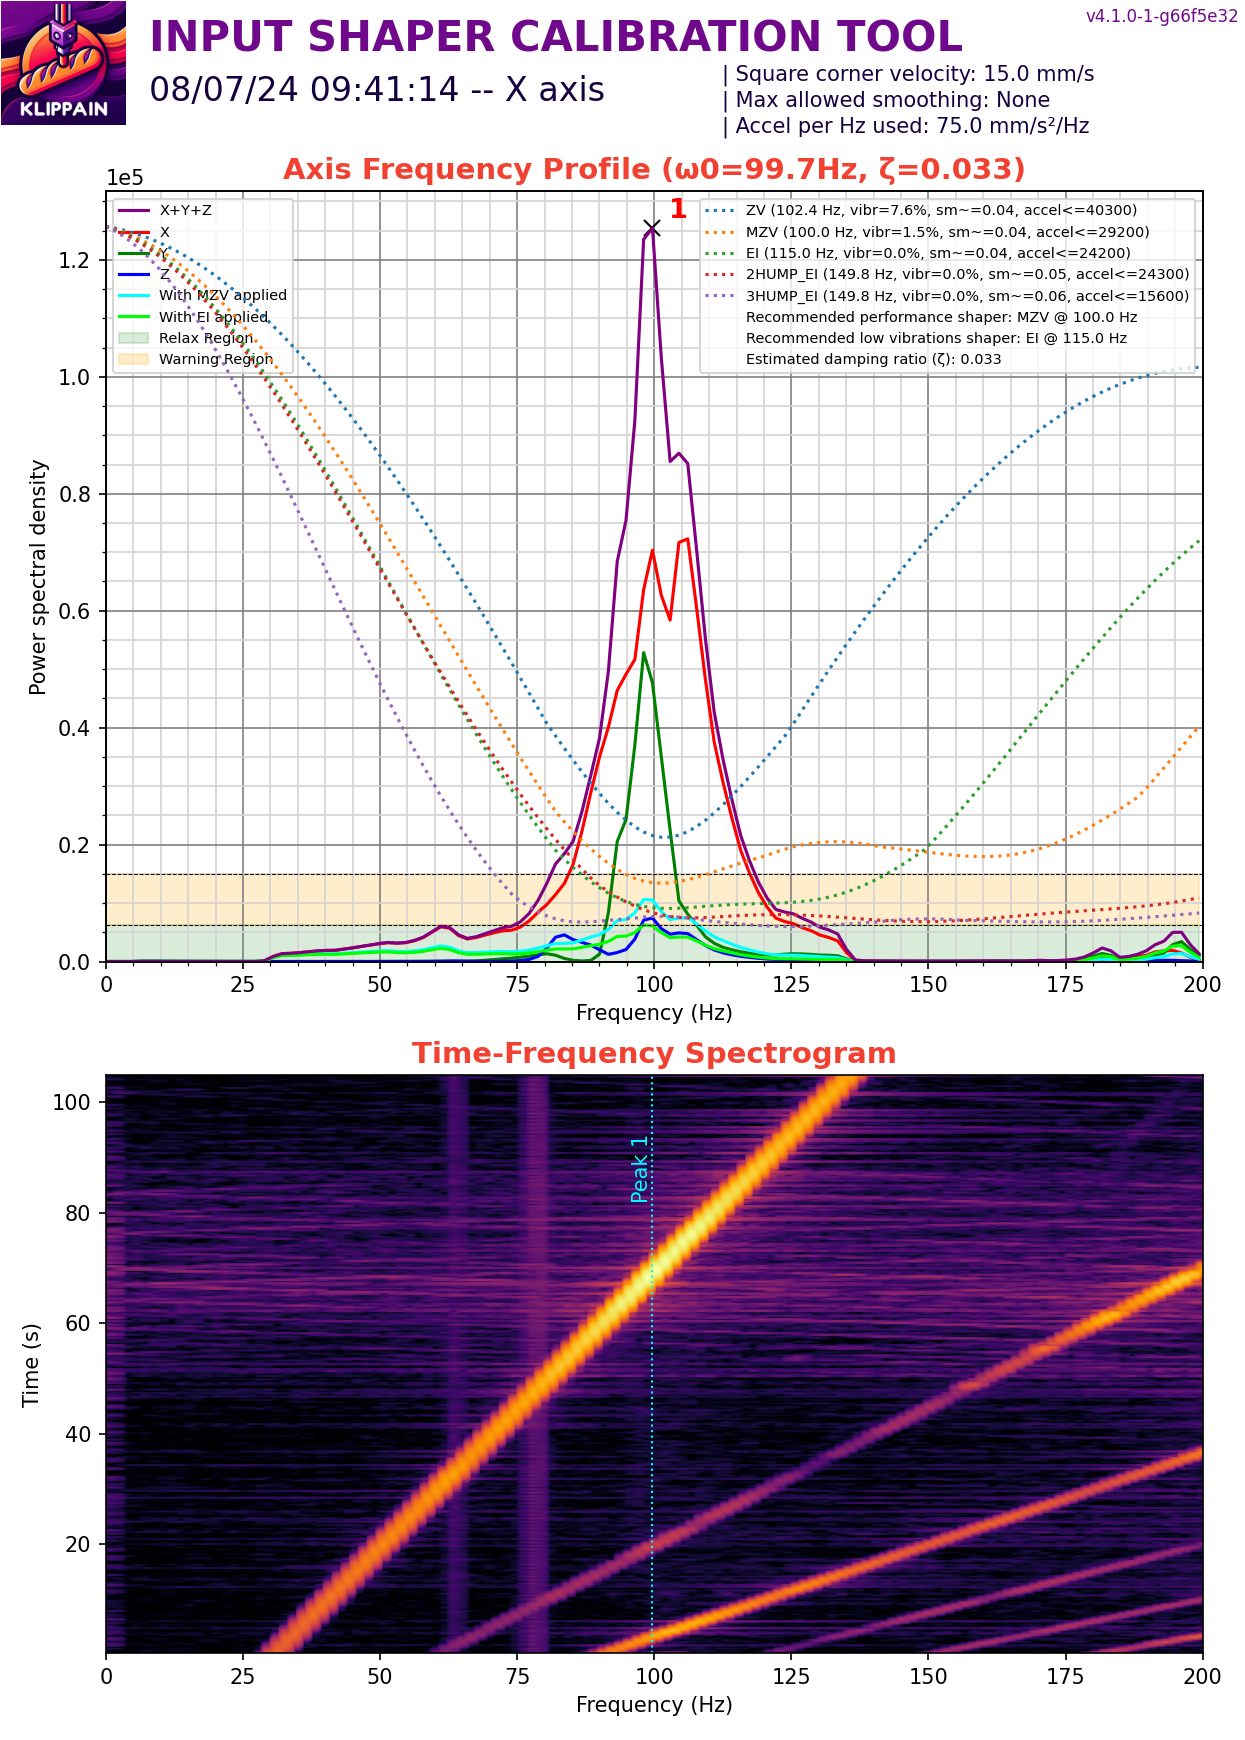 v4.1.0-1-g66f5e32
INPUT SHAPER CALIBRATION TOOL
08/07/24 09:41:14 -- X axis
| Square corner velocity: 15.0 mm/s
| Max allowed smoothing: None
| Accel per Hz used: 75.0 mm/s²/Hz
KLIPPAIN
Axis Frequency Profile (ω0=99.7Hz, ζ=0.033)
1e5
X+Y+Z
X
Y
Z
With MZV applied
With EI applied
Relax Region
Warning Region
1
ZV (102.4 Hz, vibr=7.6%, sm~=0.04, accel<=40300)
MZV (100.0 Hz, vibr=1.5%, sm~=0.04, accel<=29200)
EI (115.0 Hz, vibr=0.0%, sm~=0.04, accel<=24200)
2HUMP_EI (149.8 Hz, vibr=0.0%, sm~=0.05, accel<=24300)
3HUMP_EI (149.8 Hz, vibr=0.0%, sm~=0.06, accel<=15600)
Recommended performance shaper: MZV @ 100.0 Hz
Recommended low vibrations shaper: EI @ 115.0 Hz
Estimated damping ratio (ζ): 0.033
Power spectral density
1.2
1.0
0.8
0.6
0.4
0.2
0.0
0 25 50 75 100 125 150 175 200
Frequency (Hz)
Time-Frequency Spectrogram
Time (s)
100
80
60
40
20
Peak 1
0 25 50 75 100 125 150 175 200
Frequency (Hz)